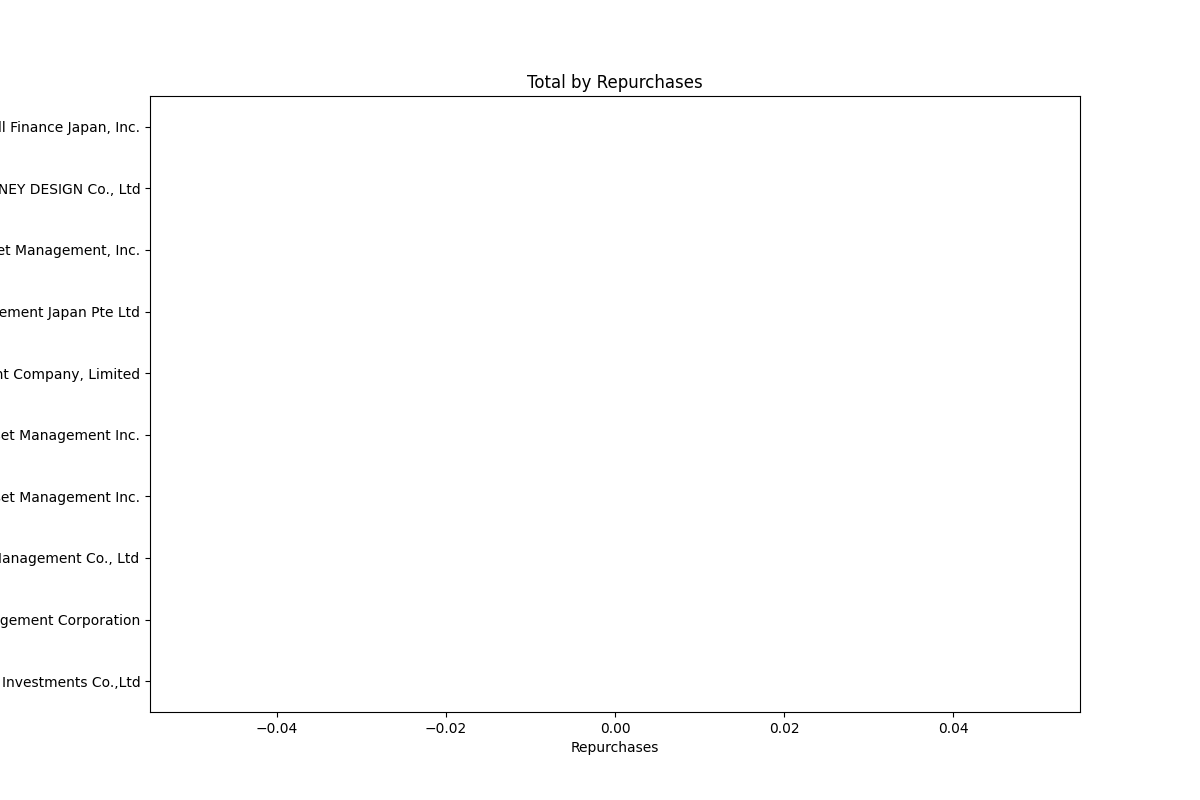 Total by Repurchases
ll Finance Japan, Inc.
NEY DESIGN Co., Ltd
et Management, Inc.
ement Japan Pte Ltd
nt Company, Limited
et Management Inc.
et Management Inc.
Management Co., Ltd
gement Corporation
Investments Co.,Ltd
−0.04 −0.02 0.00 0.02 0.04
Repurchases